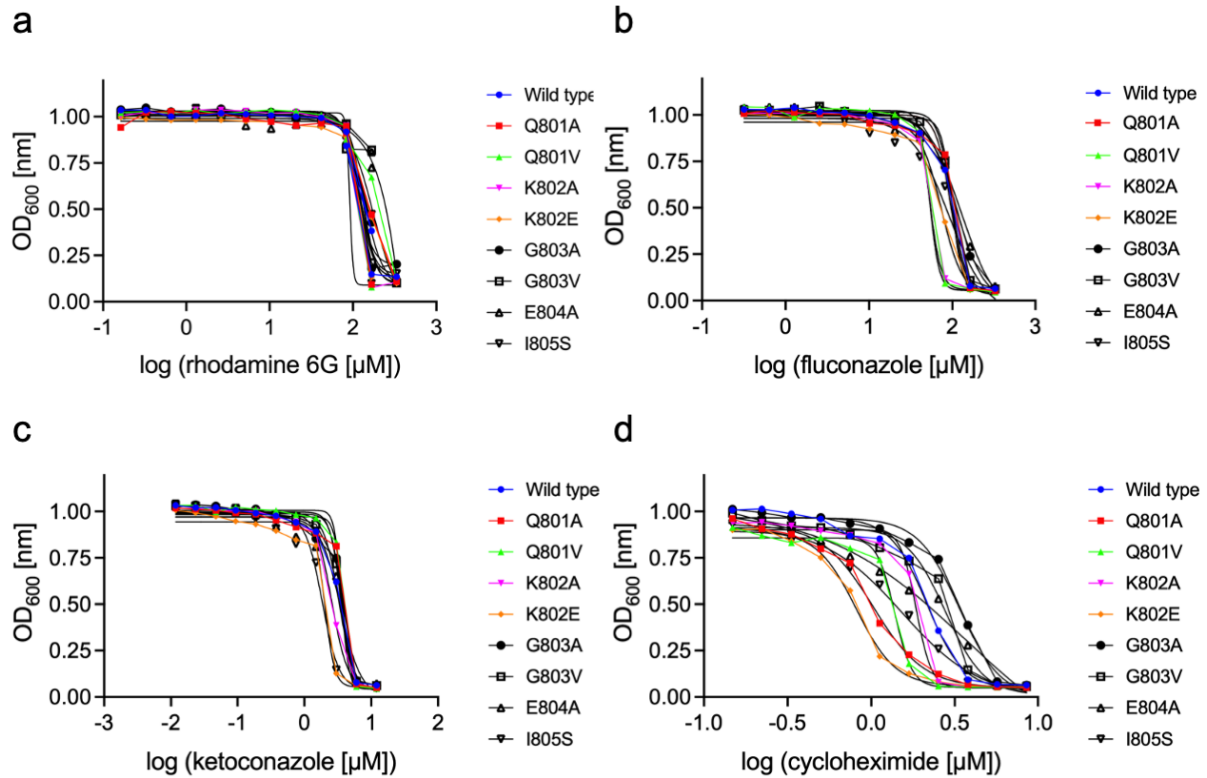 a
1.00
0.75
0.50
0.25
0.00
OD600 [nm]
-1 0 1 2 3
log (rhodamine 6G [µM])
Wild type
Q801A
Q801V
K802A
K802E
G803A
G803V
E804A
I805S
b
1.00
0.75
0.50
0.25
0.00
OD600 [nm]
-1 0 1 2 3
log (fluconazole [µM])
Wild type
Q801A
Q801V
K802A
K802E
G803A
G803V
E804A
I805S
c
1.00
0.75
0.50
0.25
0.00
OD600 [nm]
-2 -1 0 1 2
log (ketoconazole [µM])
Wild type
Q801A
Q801V
K802A
K802E
G803A
G803V
E804A
I805S
d
1.00
0.75
0.50
0.25
0.00
OD600 [nm]
-1.0 -0.5 0.0 0.5 1.0
log (cycloheximide [µM])
Wild type
Q801A
Q801V
K802A
K802E
G803A
G803V
E804A
I805S